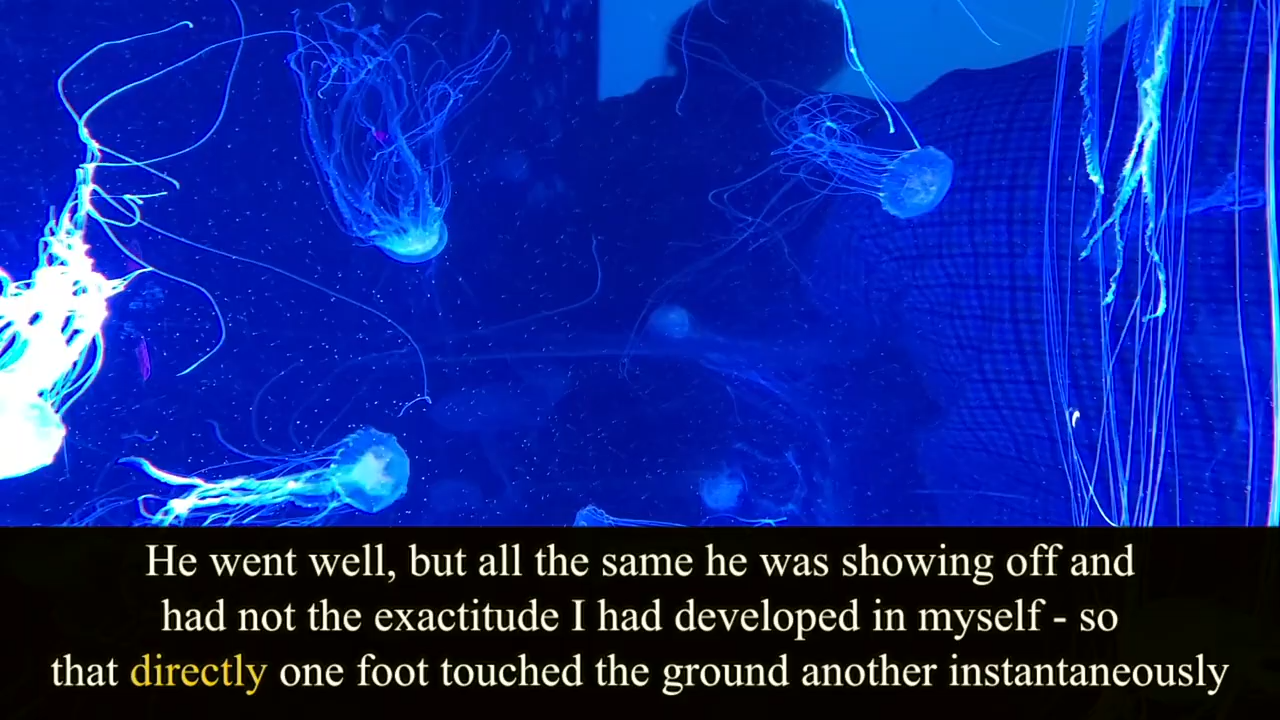 He went well, but all the same he was showing off and
had not the exactitude I had developed in myself - so
that directly one foot touched the ground another instantaneously